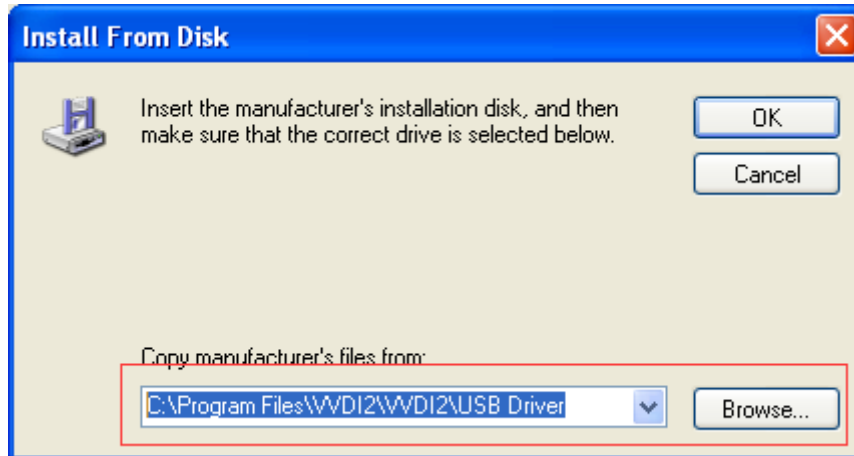 Install From Disk
Insert the manufacturer's installation disk, and then
make sure that the correct drive is selected below.
OK
Cancel
Copy manufacturer's files from:
C:\Program Files\VVDI2\VVDI2\USB Driver
Browse...